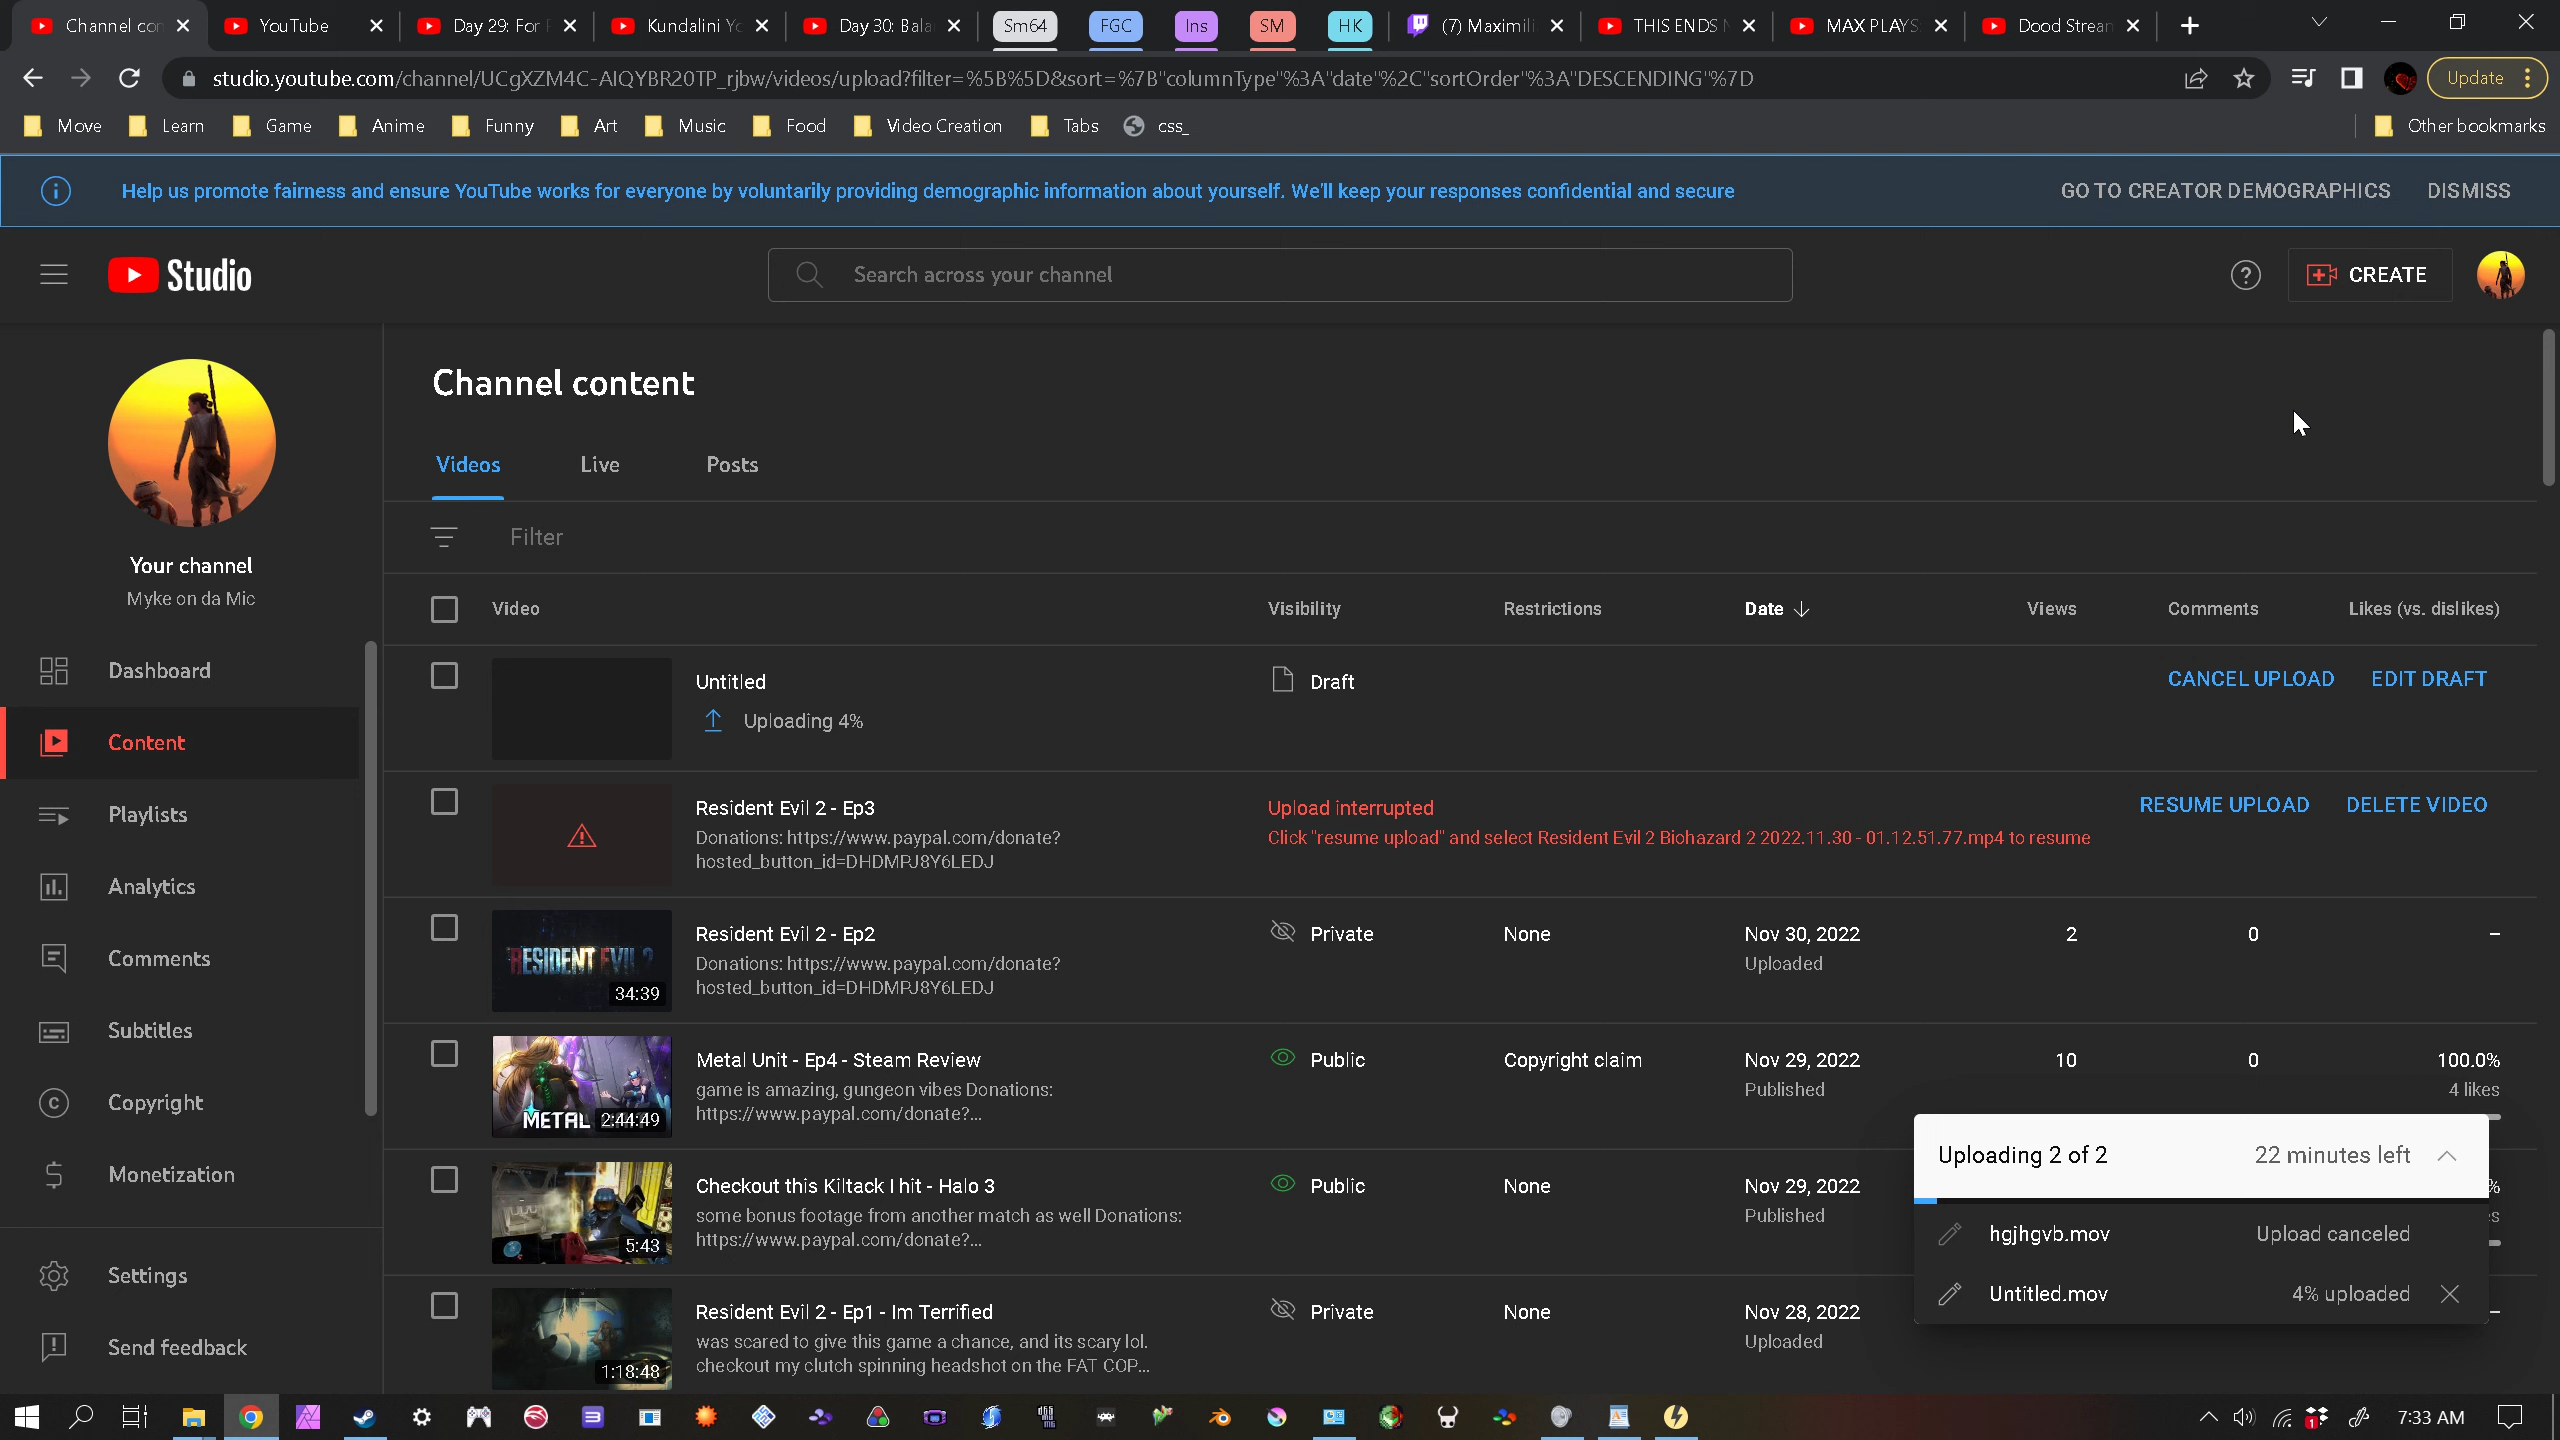 Channel con
YouTube
Day 29: For
Kundalini Yo
Day 30: Bala
Sm64
FGC
Ins
SM
HK
(7) Maximili
THIS ENDS
MAX PLAYS
Dood Stream
studio.youtube.com/channel/UCgXZM4C-AIQYBR20TP_rjbw/videos/upload?filter=%5B%5D&sort=%7B"columnType"%3A"date"%2C"sortOrder"%3A"DESCENDING"%7D
Update
Move
Learn
Game
Anime
Funny
Art
Music
Food
Video Creation
Tabs
css_
Other bookmarks
Help us promote fairness and ensure YouTube works for everyone by voluntarily providing demographic information about yourself. We'll keep your responses confidential and secure
GO TO CREATOR DEMOGRAPHICS
DISMISS
Studio
Search across your channel
CREATE
Your channel
Myke on da Mic
Dashboard
Content
Playlists
Analytics
Comments
Subtitles
Copyright
Monetization
Settings
Send feedback
Channel content
Videos
Live
Posts
Filter
Video
Visibility
Restrictions
Date
Views
Comments
Likes (vs. dislikes)
Untitled
Uploading 4%
Draft
CANCEL UPLOAD
EDIT DRAFT
Resident Evil 2 - Ep3
Donations: https://www.paypal.com/donate?
hosted_button_id=DHDMPJ8Y6LEDJ
Upload interrupted
Click "resume upload" and select Resident Evil 2 Biohazard 2 2022.11.30 - 01.12.51.77.mp4 to resume
RESUME UPLOAD
DELETE VIDEO
RESIDENT EVIL 2
34:39
Resident Evil 2 - Ep2
Donations: https://www.paypal.com/donate?
hosted_button_id=DHDMPJ8Y6LEDJ
Private
None
Nov 30, 2022
Uploaded
2
0
–
METAL
2:44:49
Metal Unit - Ep4 - Steam Review
game is amazing, gungeon vibes Donations:
https://www.paypal.com/donate?...
Public
Copyright claim
Nov 29, 2022
Published
10
0
100.0%
4 likes
5:43
Checkout this Kiltack I hit - Halo 3
some bonus footage from another match as well Donations:
https://www.paypal.com/donate?...
Public
None
Nov 29, 2022
Published
%
s
1:18:48
Resident Evil 2 - Ep1 - Im Terrified
was scared to give this game a chance, and its scary lol.
checkout my clutch spinning headshot on the FAT COP...
Private
None
Nov 28, 2022
Uploaded
–
Uploading 2 of 2
22 minutes left
hgjhgvb.mov
Upload canceled
Untitled.mov
4% uploaded
7:33 AM